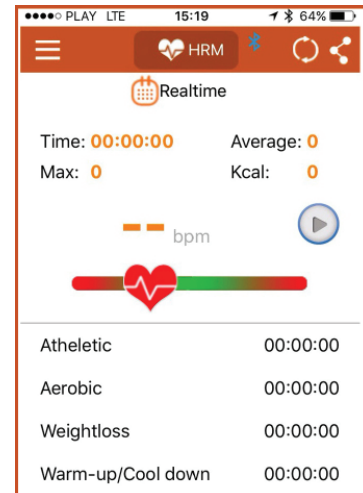 PLAY LTE 15:19 64%
HRM
Realtime
Time: 00:00:00 Average: 0
Max: 0 Kcal: 0
-- bpm
Atheletic 00:00:00
Aerobic 00:00:00
Weightloss 00:00:00
Warm-up/Cool down 00:00:00